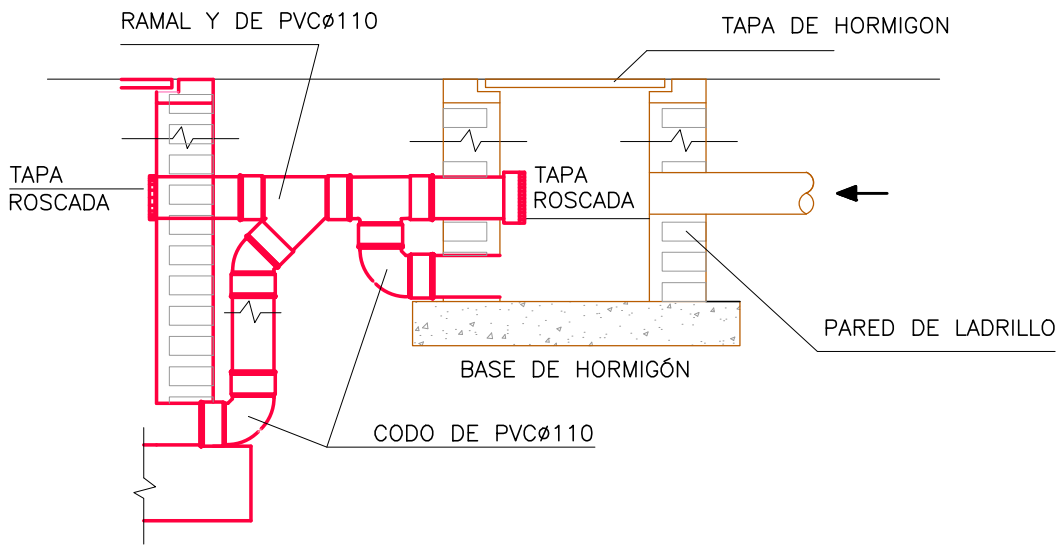 RAMAL Y DE PVCø110
TAPA DE HORMIGON
TAPA
ROSCADA
TAPA
ROSCADA
PARED DE LADRILLO
BASE DE HORMIGÓN
CODO DE PVCø110